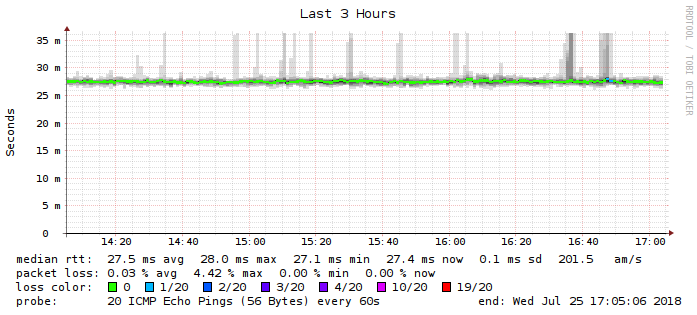 Last 3 Hours
RRDTOOL / TOBI OETIKER
Seconds
35 m
30 m
25 m
20 m
15 m
10 m
5 m
0
14:20 14:40 15:00 15:20 15:40 16:00 16:20 16:40 17:00
median rtt: 27.5 ms avg 28.0 ms max 27.1 ms min 27.4 ms now 0.1 ms sd 201.5 am/s
packet loss: 0.03 % avg 4.42 % max 0.00 % min 0.00 % now
loss color: 0 1/20 2/20 3/20 4/20 10/20 19/20
probe: 20 ICMP Echo Pings (56 Bytes) every 60s end: Wed Jul 25 17:05:06 2018